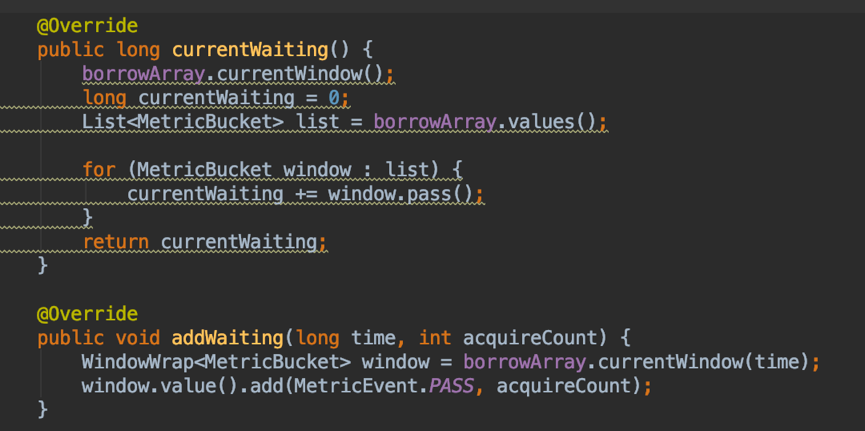 @Override
public long currentWaiting() {
    borrowArray.currentWindow();
    long currentWaiting = 0;
    List<MetricBucket> list = borrowArray.values();

    for (MetricBucket window : list) {
        currentWaiting += window.pass();
    }
    return currentWaiting;
}

@Override
public void addWaiting(long time, int acquireCount) {
    WindowWrap<MetricBucket> window = borrowArray.currentWindow(time);
    window.value().add(MetricEvent.PASS, acquireCount);
}